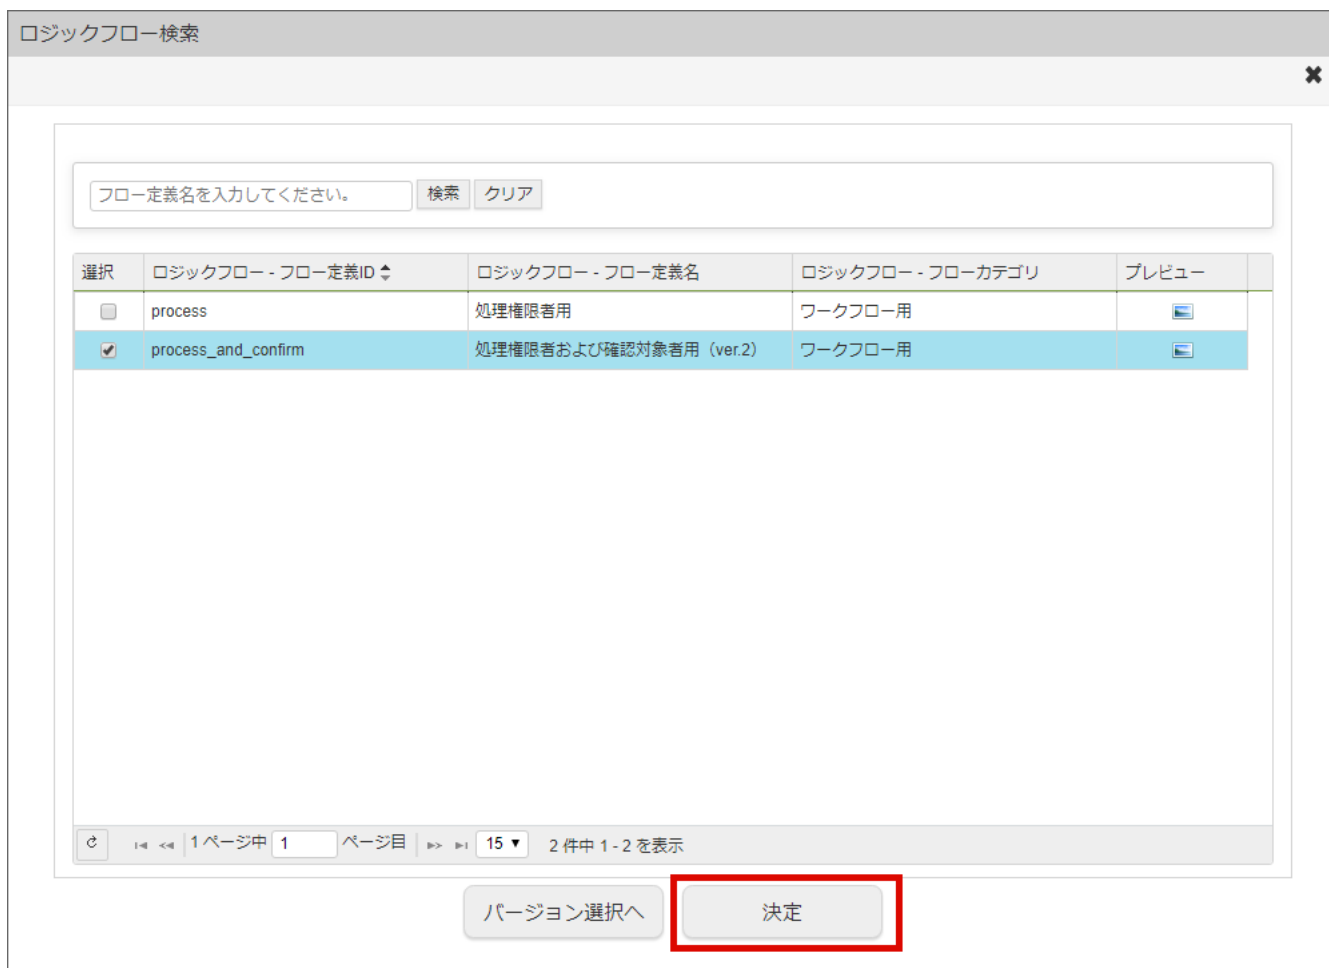 ロジックフロー検索
フロー定義名を入力してください。 検索 クリア
選択 ロジックフロー - フロー定義ID ロジックフロー - フロー定義名 ロジックフロー - フローカテゴリ プレビュー
process 処理権限者用 ワークフロー用
process_and_confirm 処理権限者および確認対象者用（ver.2） ワークフロー用
1 ページ中 1 ページ目 15 2 件中 1 - 2 を表示
バージョン選択へ 決定